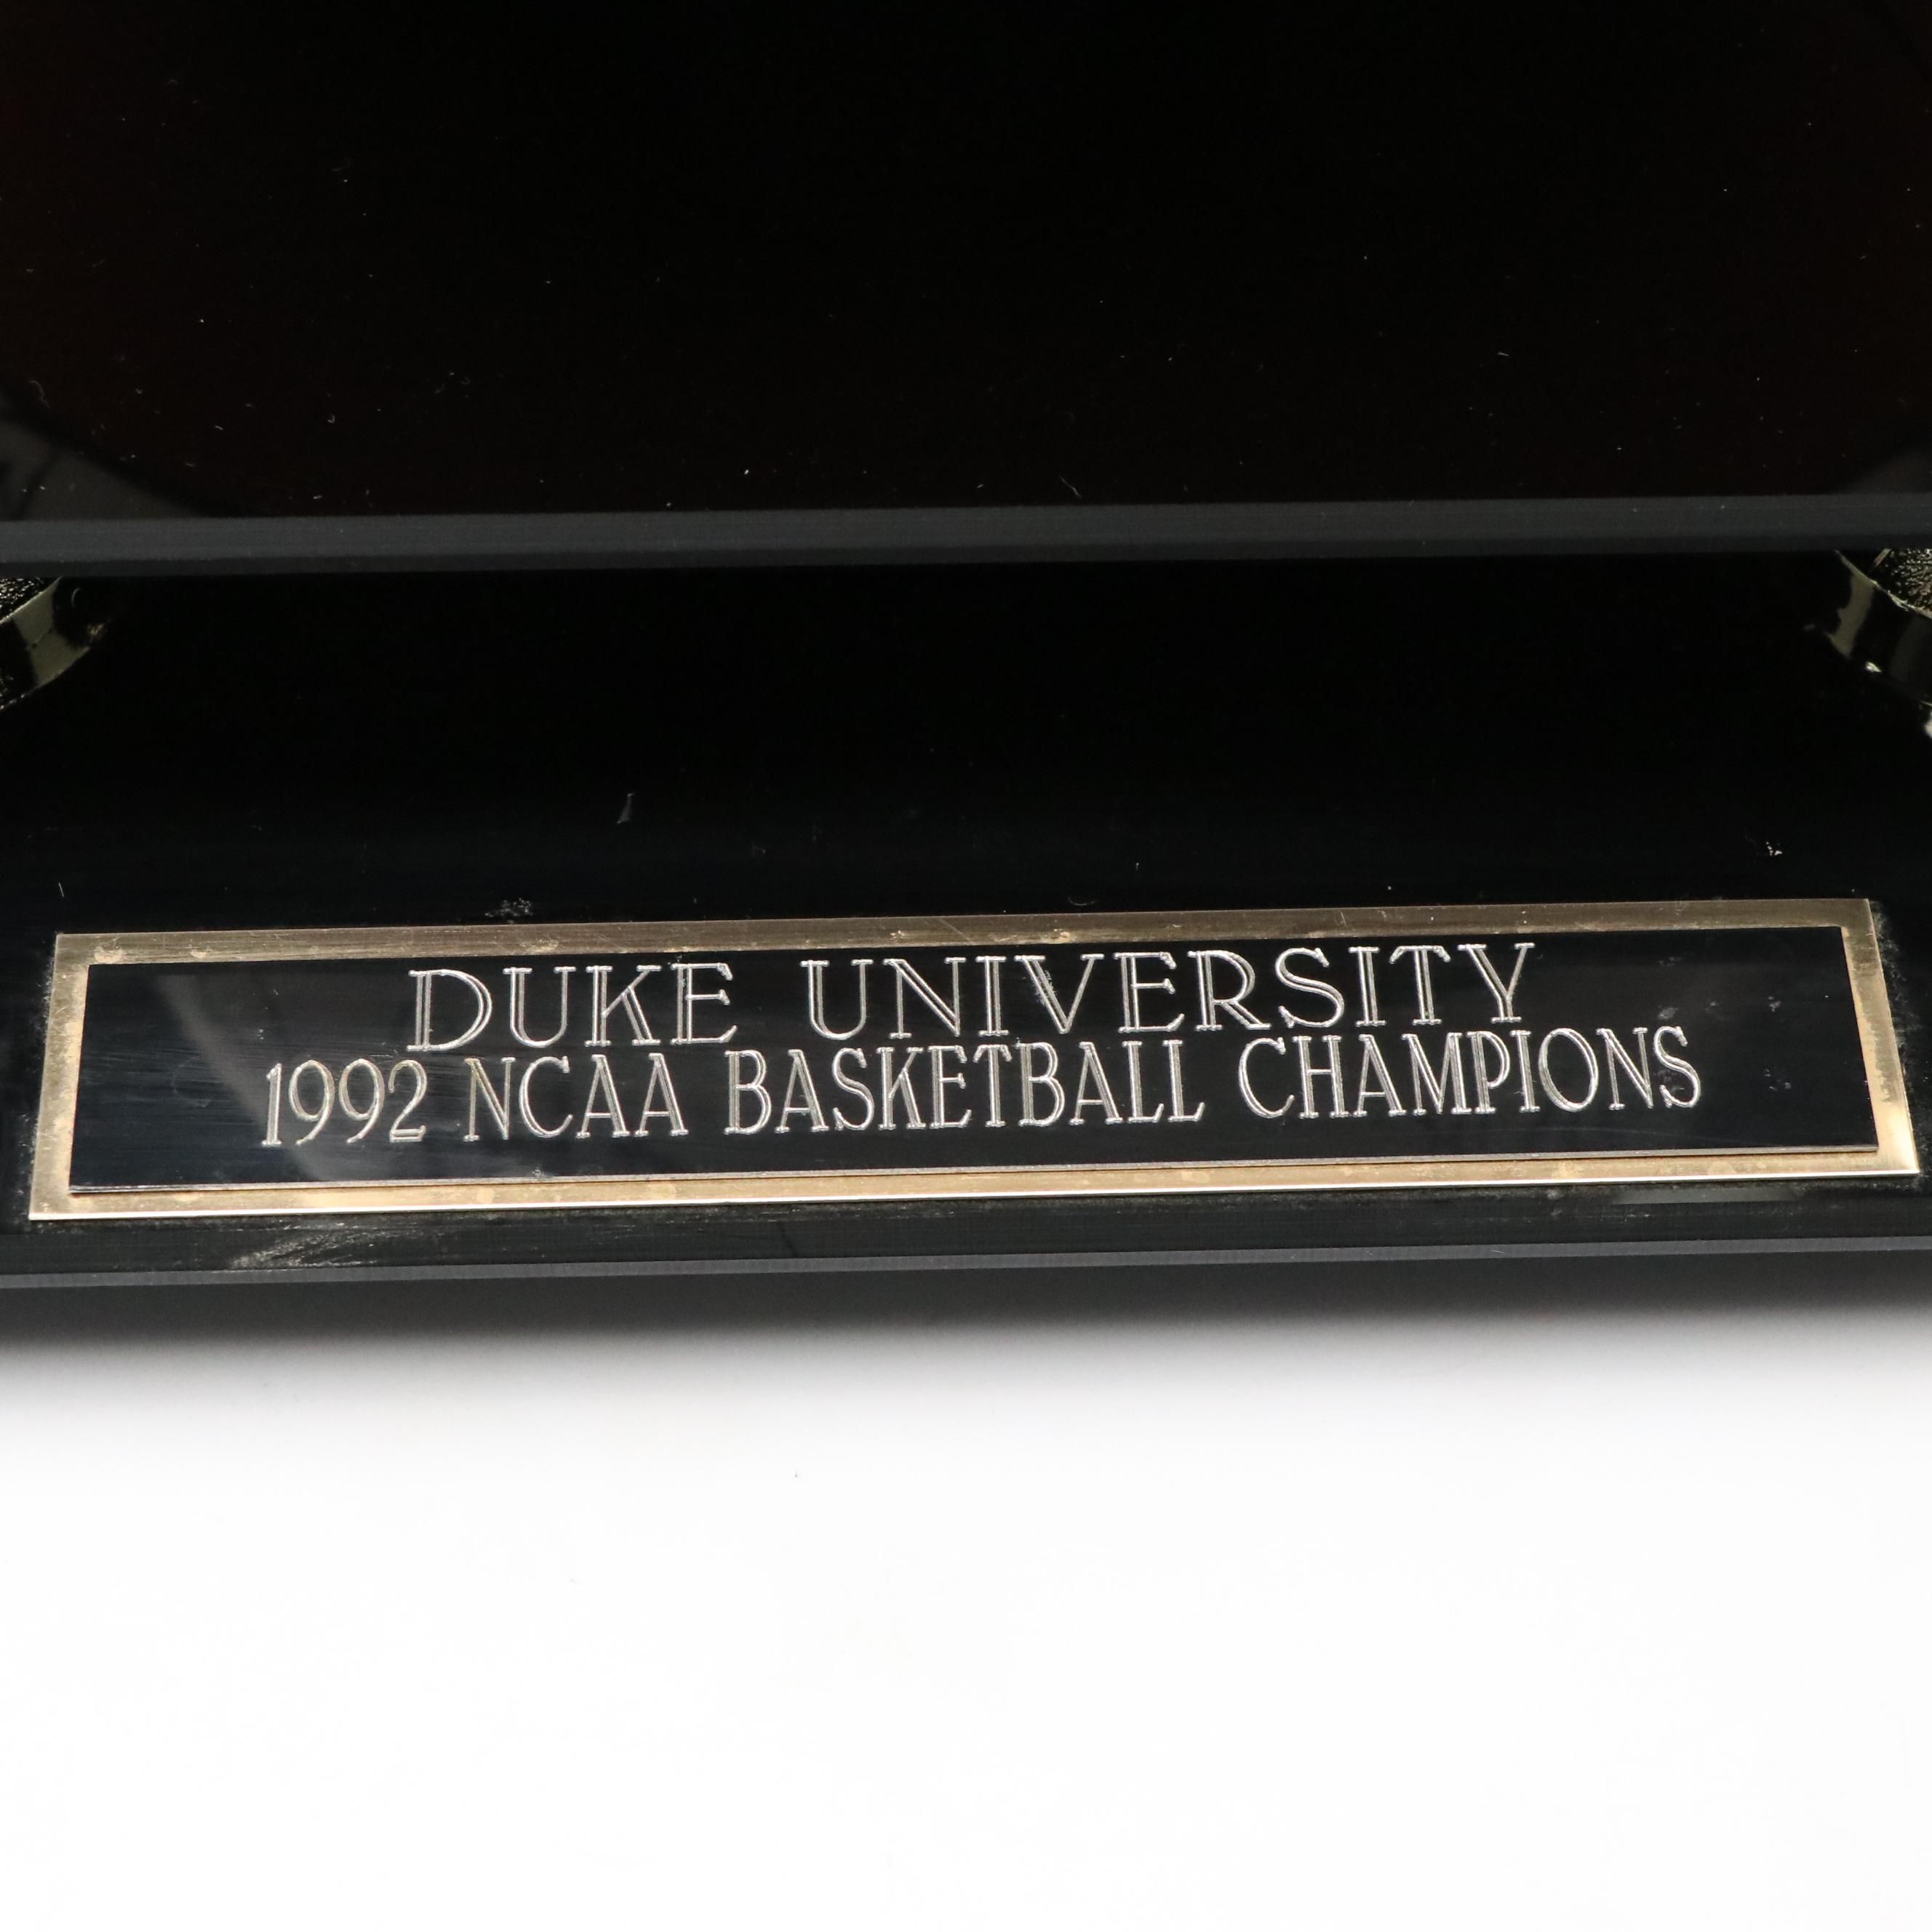 DUKE UNIVERSITY
1992 NCAA BASKETBALL CHAMPIONS